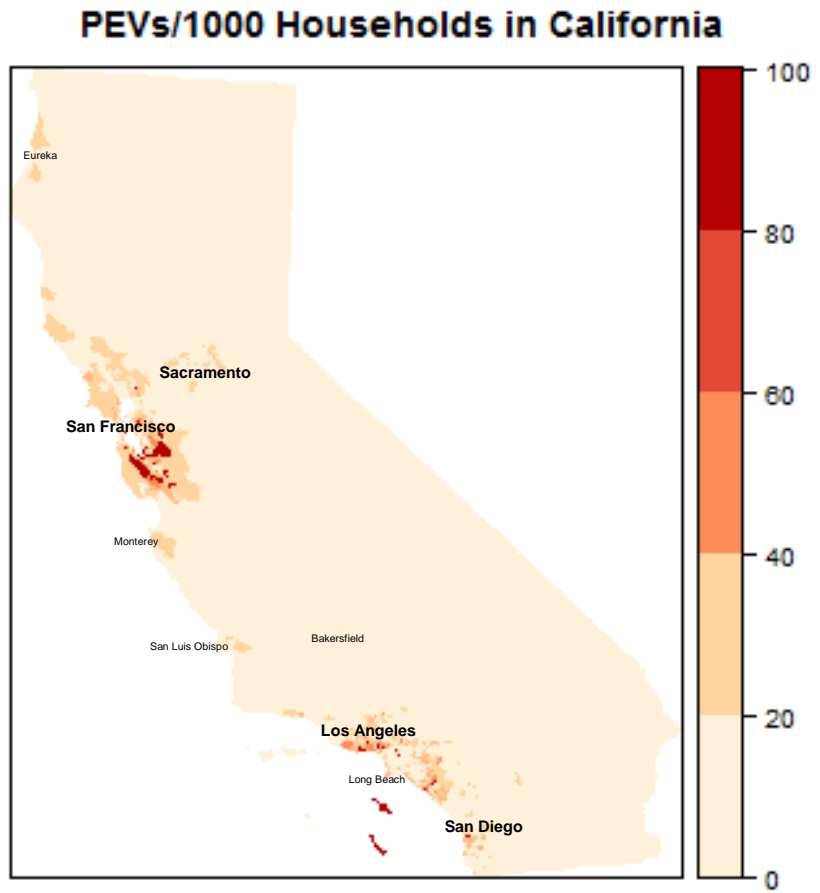 PEVs/1000 Households in California
100
Eureka
80
Sacramento
60
San Francisco
Monterey
40
San Luis Obispo
Bakersfield
20
Los Angeles
Long Beach
San Diego
0